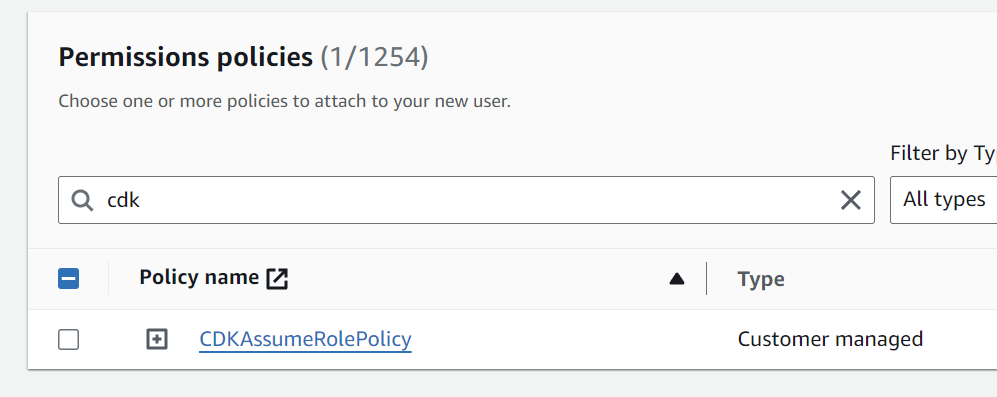 Permissions policies (1/1254)
Choose one or more policies to attach to your new user.
Filter by Ty
cdk
All types
Policy name
Type
CDKAssumeRolePolicy
Customer managed